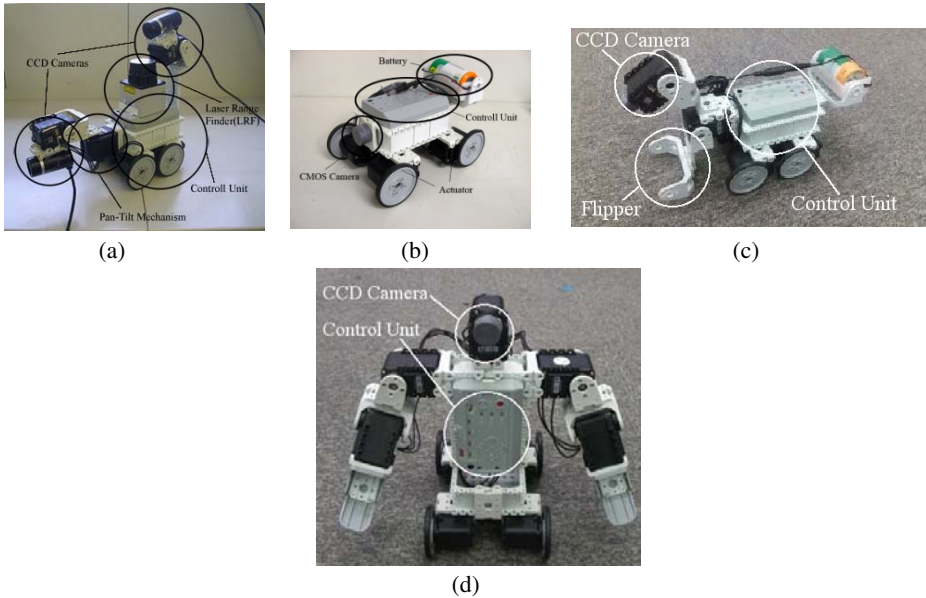 CCD Cameras
Laser Range
Finder(LRF)
Controll Unit
Pan-Tilt Mechanism
(a)
Battery
Controll Unit
CMOS Camera
Actuator
(b)
CCD Camera
Flipper
Control Unit
(c)
CCD Camera
Control Unit
(d)